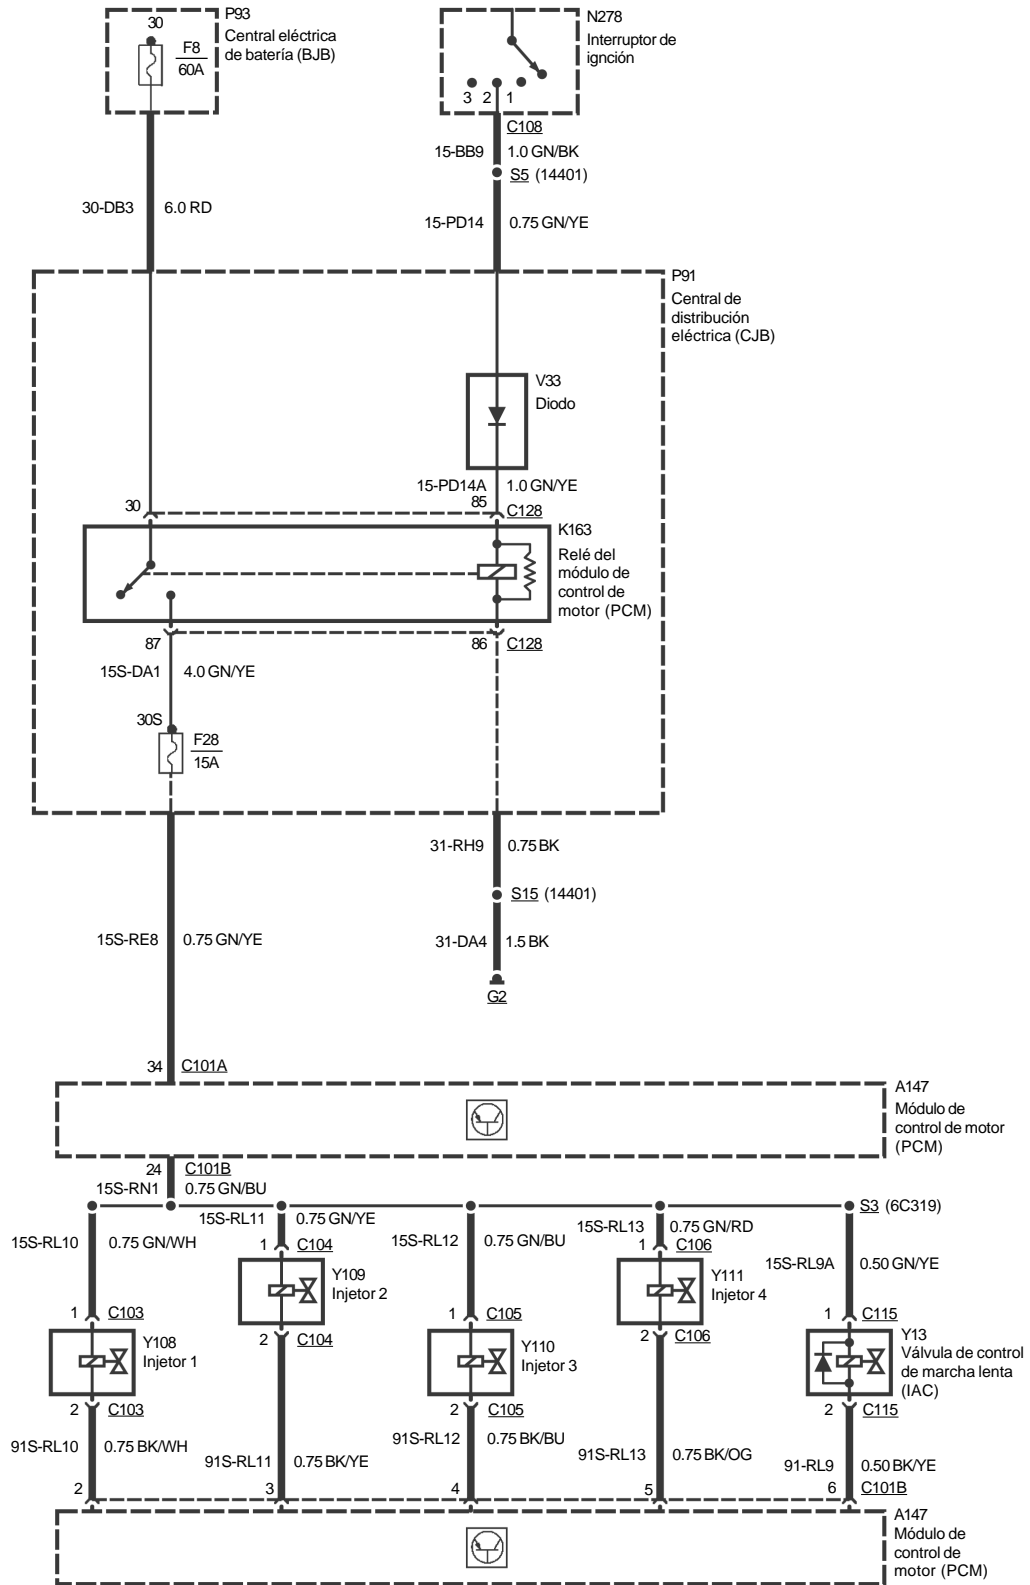 P93
30
Central eléctrica
de batería (BJB)
F8
60A
N278
Interruptor de
ignción
3 2 1
C108
15-BB9 1.0 GN/BK
S5 (14401)
30-DB3 6.0 RD
15-PD14 0.75 GN/YE
P91
Central de
distribución
eléctrica (CJB)
V33
Diodo
15-PD14A 1.0 GN/YE
30
85 C128
K163
Relé del
módulo de
control de
motor (PCM)
87
86 C128
15S-DA1 4.0 GN/YE
30S
F28
15A
31-RH9 0.75 BK
S15 (14401)
15S-RE8 0.75 GN/YE
31-DA4 1.5 BK
G2
34 C101A
A147
Módulo de
control de motor
(PCM)
24 C101B
15S-RN1 0.75 GN/BU
S3 (6C319)
15S-RL10 0.75 GN/WH
15S-RL11 0.75 GN/YE
15S-RL12 0.75 GN/BU
15S-RL13 0.75 GN/RD
15S-RL9A 0.50 GN/YE
1 C104
1 C106
Y109
Injetor 2
Y111
Injetor 4
1 C103
1 C105
1 C115
2 C104
2 C106
Y108
Injetor 1
Y110
Injetor 3
Y13
Válvula de control
de marcha lenta
(IAC)
2 C103
2 C105
2 C115
91S-RL10 0.75 BK/WH
91S-RL11 0.75 BK/YE
91S-RL12 0.75 BK/BU
91S-RL13 0.75 BK/OG
91-RL9 0.50 BK/YE
2 3 4 5 6 C101B
A147
Módulo de
control de
motor (PCM)